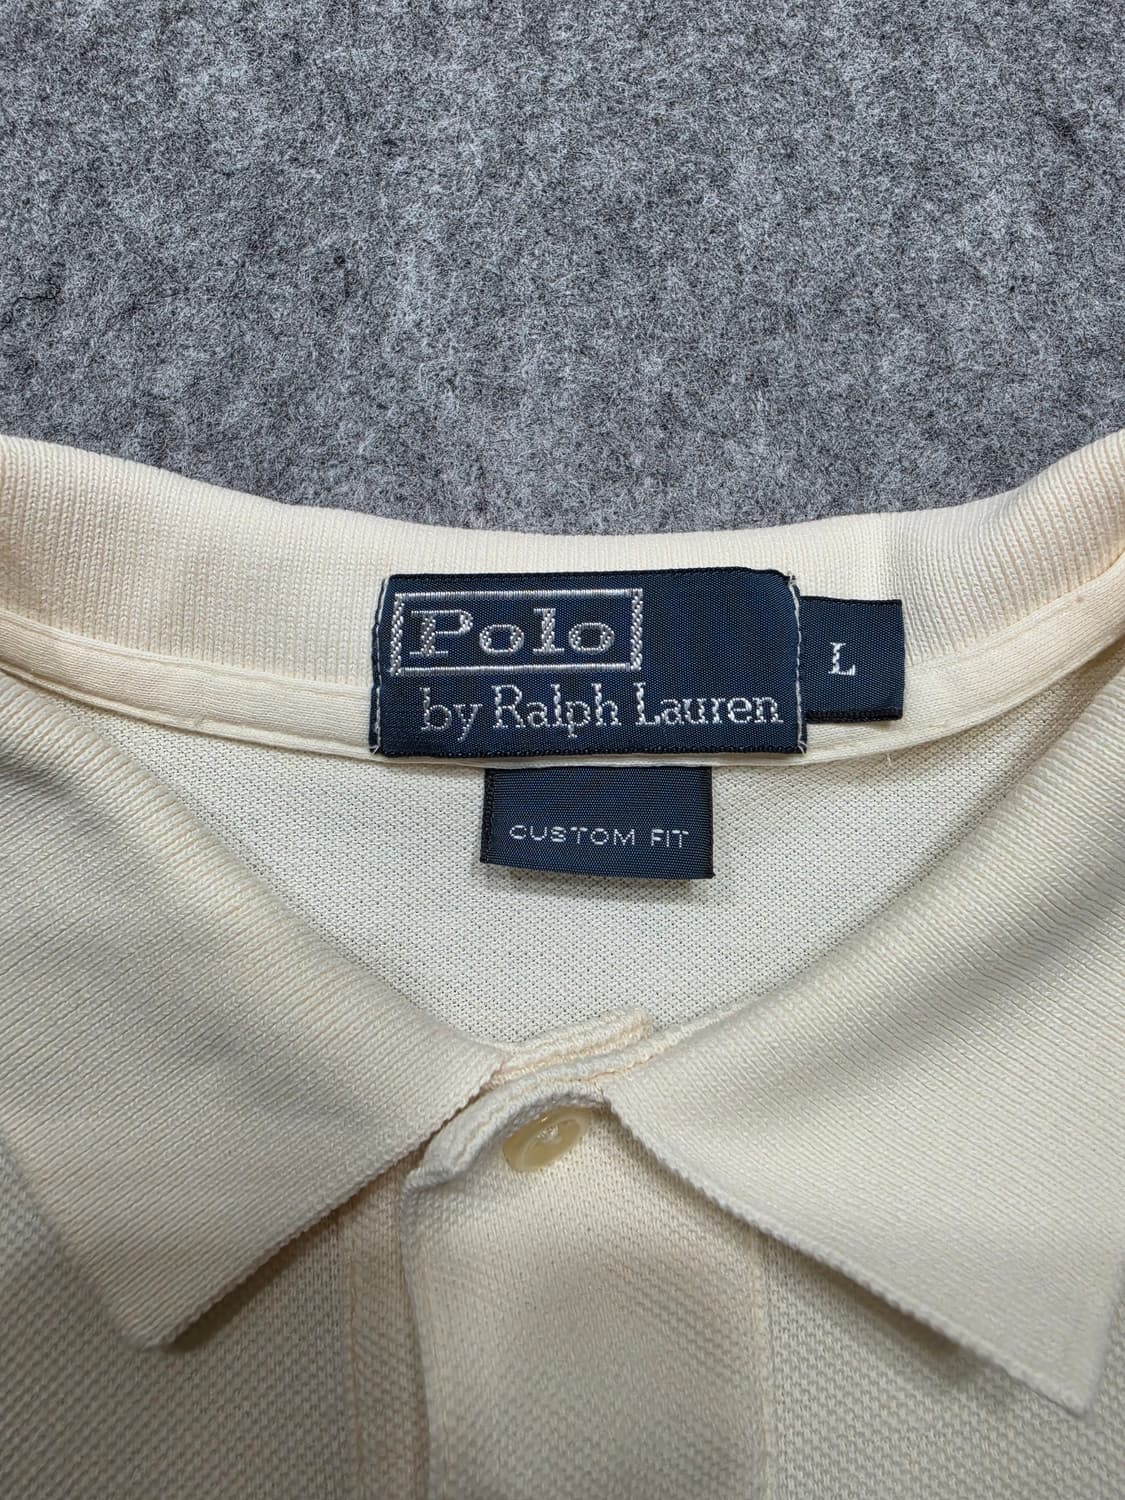 Polo
by Ralph Lauren
L
CUSTOM FIT